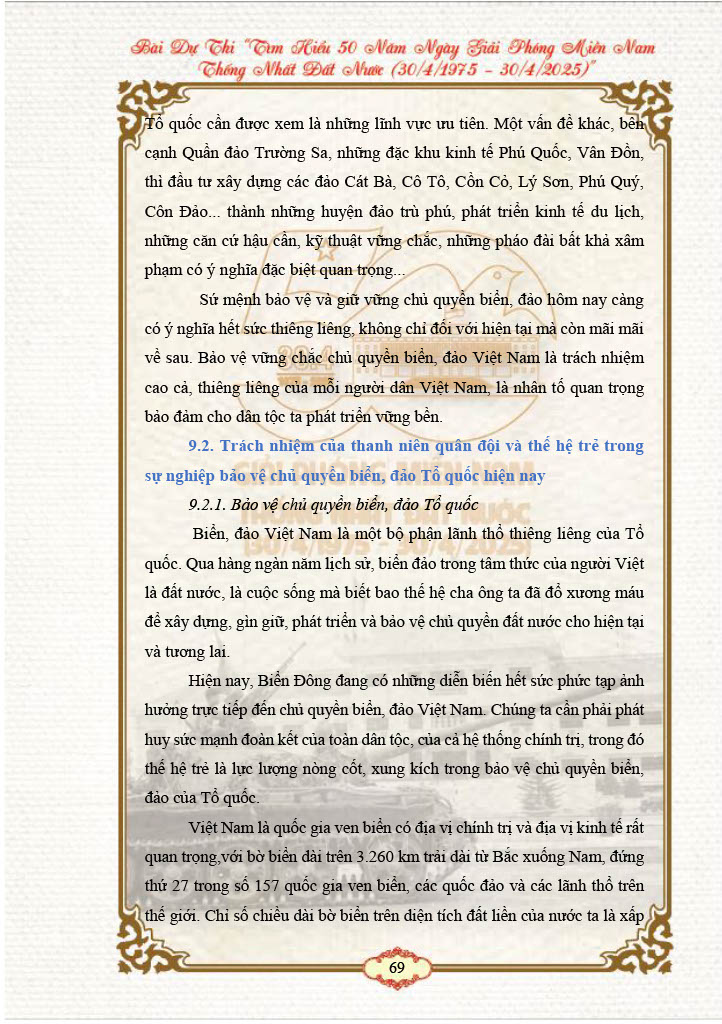 Bài Dự Thi "Tìm Hiểu 50 Năm Ngày Giải Phóng Miền Nam
Thống Nhất Đất Nước (30/4/1975 – 30/4/2025)"
Tổ quốc cần được xem là những lĩnh vực ưu tiên. Một vấn đề khác, bên
cạnh Quần đảo Trường Sa, những đặc khu kinh tế Phú Quốc, Vân Đồn,
thì đầu tư xây dựng các đảo Cát Bà, Cô Tô, Cồn Cỏ, Lý Sơn, Phú Quý,
Côn Đảo... thành những huyện đảo trù phú, phát triển kinh tế du lịch,
những căn cứ hậu cần, kỹ thuật vững chắc, những pháo đài bất khả xâm
phạm có ý nghĩa đặc biệt quan trọng...
Sứ mệnh bảo vệ và giữ vững chủ quyền biển, đảo hôm nay càng
có ý nghĩa hết sức thiêng liêng, không chỉ đối với hiện tại mà còn mãi mãi
về sau. Bảo vệ vững chắc chủ quyền biển, đảo Việt Nam là trách nhiệm
cao cả, thiêng liêng của mỗi người dân Việt Nam, là nhân tố quan trọng
bảo đảm cho dân tộc ta phát triển vững bền.
9.2. Trách nhiệm của thanh niên quân đội và thế hệ trẻ trong
sự nghiệp bảo vệ chủ quyền biển, đảo Tổ quốc hiện nay
9.2.1. Bảo vệ chủ quyền biển, đảo Tổ quốc
Biển, đảo Việt Nam là một bộ phận lãnh thổ thiêng liêng của Tổ
quốc. Qua hàng ngàn năm lịch sử, biển đảo trong tâm thức của người Việt
là đất nước, là cuộc sống mà biết bao thế hệ cha ông ta đã đổ xương máu
để xây dựng, gìn giữ, phát triển và bảo vệ chủ quyền đất nước cho hiện tại
và tương lai.
Hiện nay, Biển Đông đang có những diễn biến hết sức phức tạp ảnh
hưởng trực tiếp đến chủ quyền biển, đảo Việt Nam. Chúng ta cần phải phát
huy sức mạnh đoàn kết của toàn dân tộc, của cả hệ thống chính trị, trong đó
thế hệ trẻ là lực lượng nòng cốt, xung kích trong bảo vệ chủ quyền biển,
đảo của Tổ quốc.
Việt Nam là quốc gia ven biển có địa vị chính trị và địa vị kinh tế rất
quan trọng,với bờ biển dài trên 3.260 km trải dài từ Bắc xuống Nam, đứng
thứ 27 trong số 157 quốc gia ven biển, các quốc đảo và các lãnh thổ trên
thế giới. Chỉ số chiều dài bờ biển trên diện tích đất liền của nước ta là xấp
30.4
GIẢI PHÓNG MIỀN NAM
THỐNG NHẤT ĐẤT NƯỚC
(30/4/1975 - 30/4/2025)
69